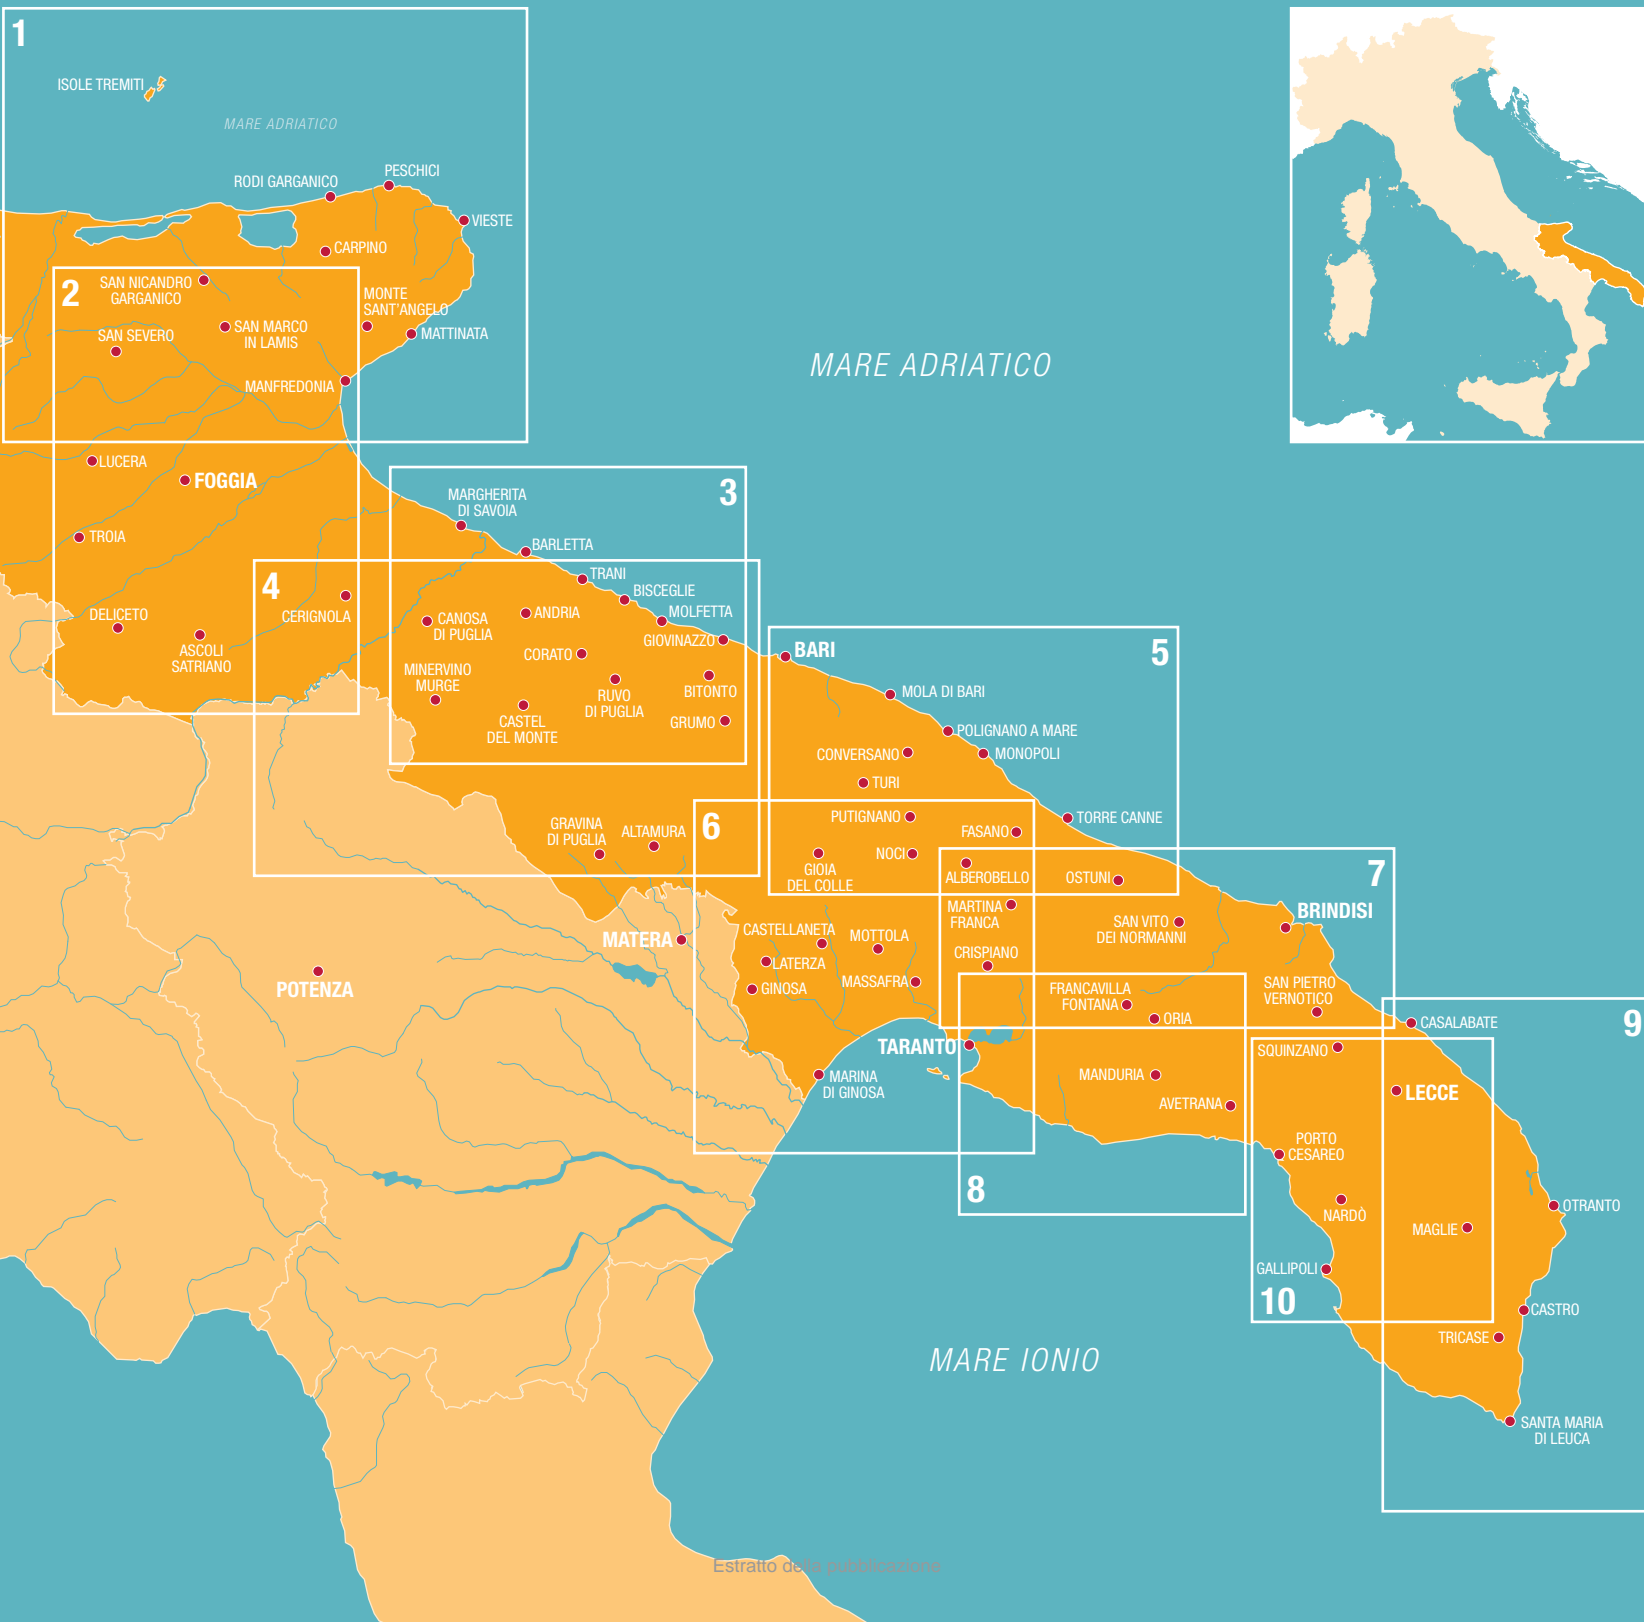 1
ISOLE TREMITI
MARE ADRIATICO
PESCHICI
RODI GARGANICO
VIESTE
CARPINO
2
SAN NICANDRO
GARGANICO
MONTE
SANT'ANGELO
SAN SEVERO
SAN MARCO
IN LAMIS
MATTINATA
MANFREDONIA
MARE ADRIATICO
LUCERA
FOGGIA
TROIA
DELICETO
ASCOLI
SATRIANO
3
MARGHERITA
DI SAVOIA
BARLETTA
4
CERIGNOLA
TRANI
BISCEGLIE
MOLFETTA
CANOSA
DI PUGLIA
ANDRIA
GIOVINAZZO
CORATO
MINERVINO
MURGE
RUVO
DI PUGLIA
BITONTO
CASTEL
DEL MONTE
GRUMO
5
BARI
MOLA DI BARI
POLIGNANO A MARE
CONVERSANO
MONOPOLI
TURI
6
GRAVINA
DI PUGLIA
ALTAMURA
PUTIGNANO
FASANO
TORRE CANNE
NOCI
GIOIA
DEL COLLE
ALBEROBELLO
OSTUNI
7
MARTINA
FRANCA
BRINDISI
SAN VITO
DEI NORMANNI
MATERA
CASTELLANETA
MOTTOLA
CRISPIANO
LATERZA
GINOSA
MASSAFRA
POTENZA
FRANCAVILLA
FONTANA
ORIA
SAN PIETRO
VERNOTICO
TARANTO
MARINA
DI GINOSA
MANDURIA
AVETRANA
8
CASALABATE
9
SQUINZANO
LECCE
PORTO
CESAREO
NARDÒ
OTRANTO
MAGLIE
GALLIPOLI
10
CASTRO
TRICASE
MARE IONIO
SANTA MARIA
DI LEUCA
Estratto della pubblicazione